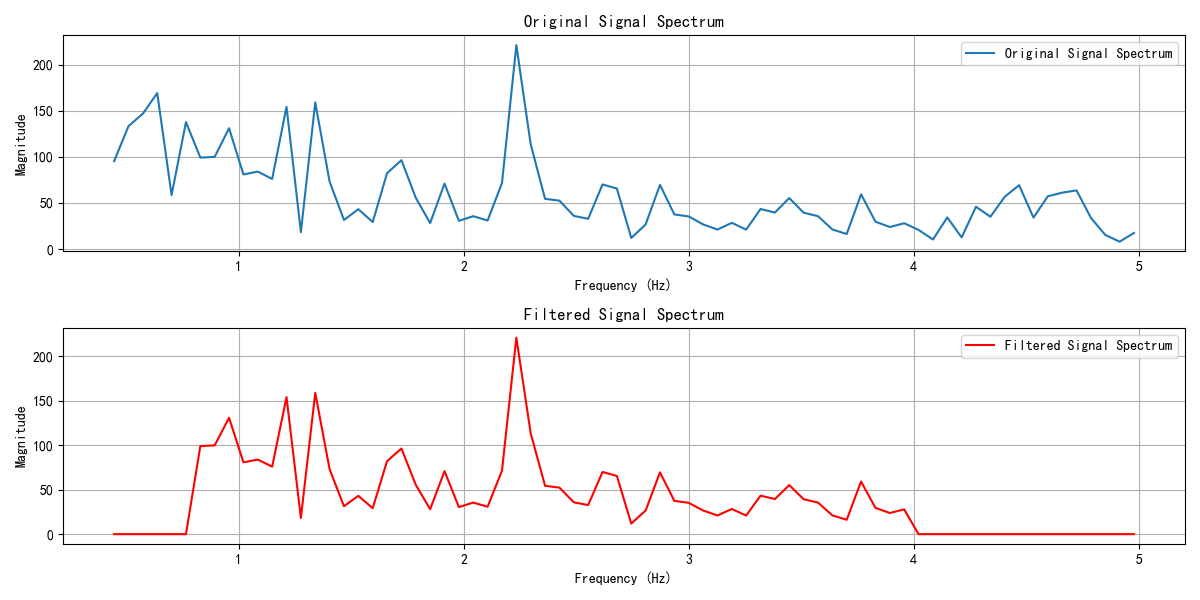 Original Signal Spectrum
Original Signal Spectrum
Magnitude
200
150
100
50
0
1 2 3 4 5
Frequency (Hz)
Filtered Signal Spectrum
Filtered Signal Spectrum
Magnitude
200
150
100
50
0
1 2 3 4 5
Frequency (Hz)